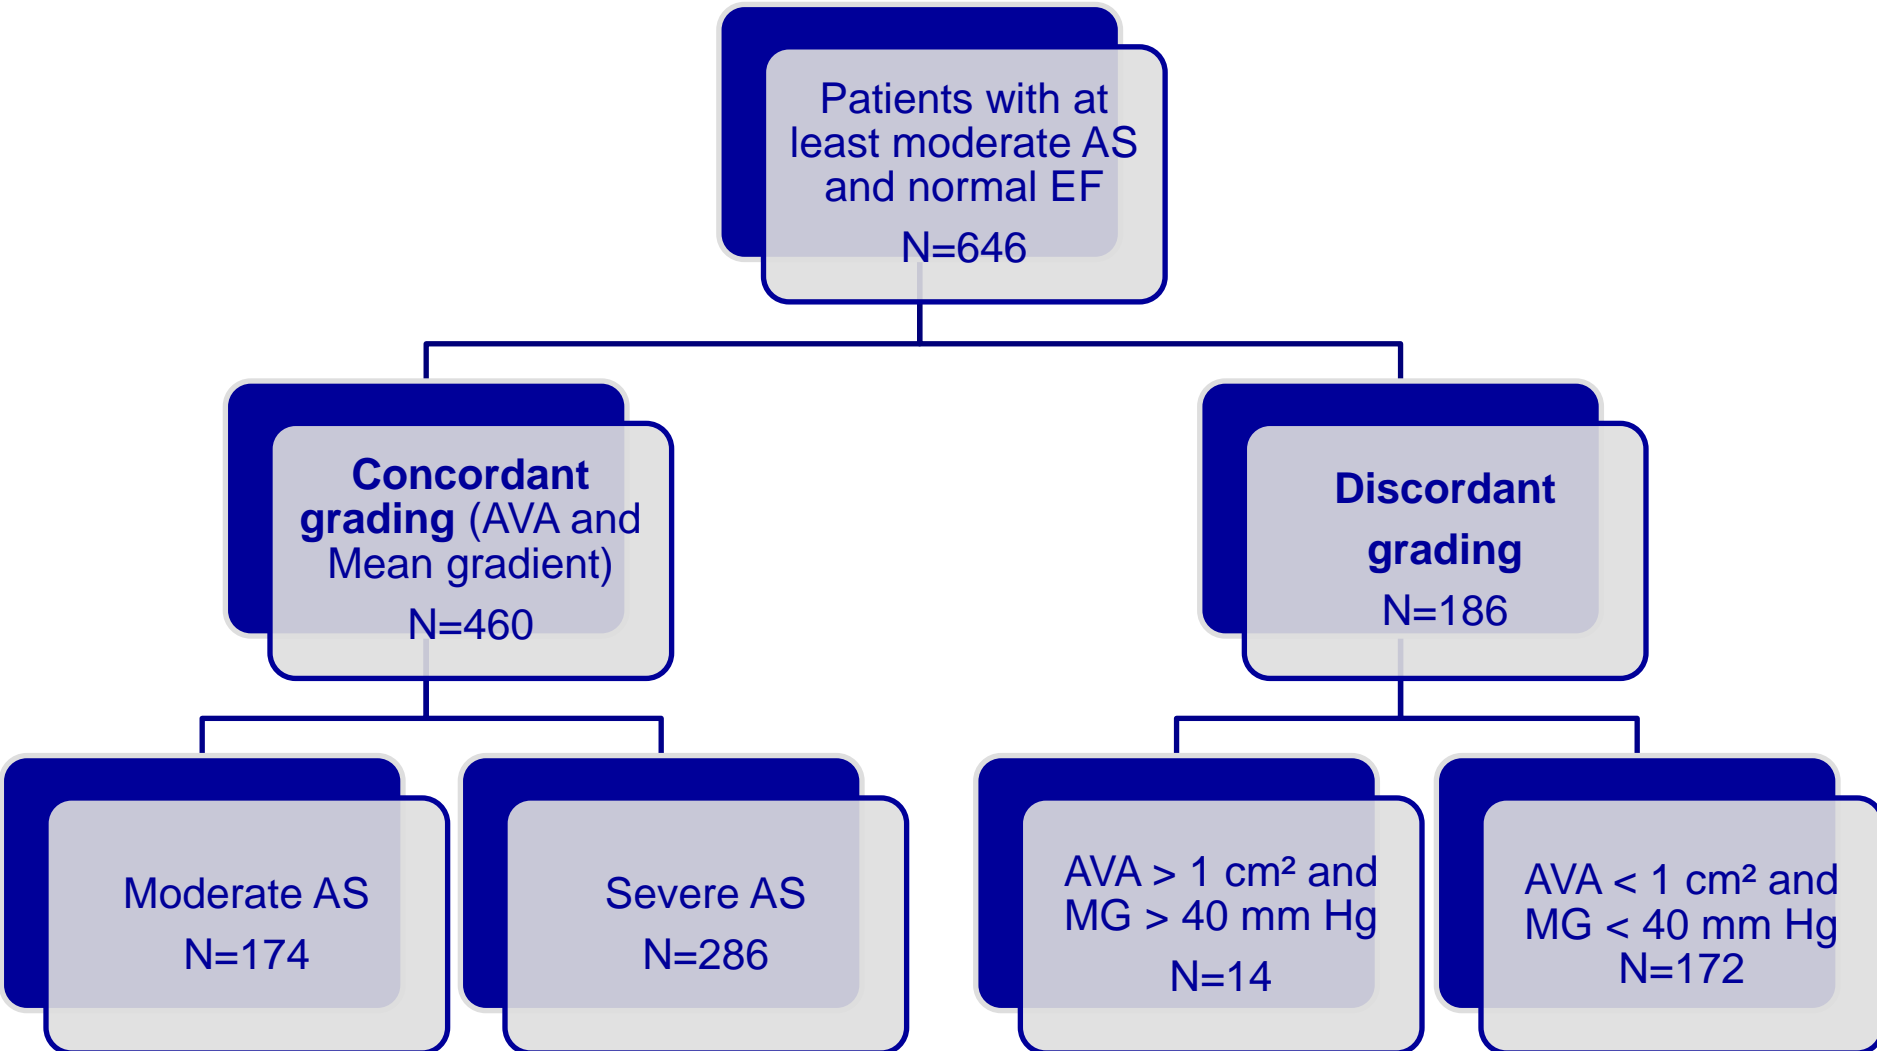 Patients with at
least moderate AS
and normal EF
N=646
Concordant
grading (AVA and
Mean gradient)
N=460
Discordant
grading
N=186
Moderate AS
N=174
Severe AS
N=286
AVA > 1 cm² and
MG > 40 mm Hg
N=14
AVA < 1 cm² and
MG < 40 mm Hg
N=172